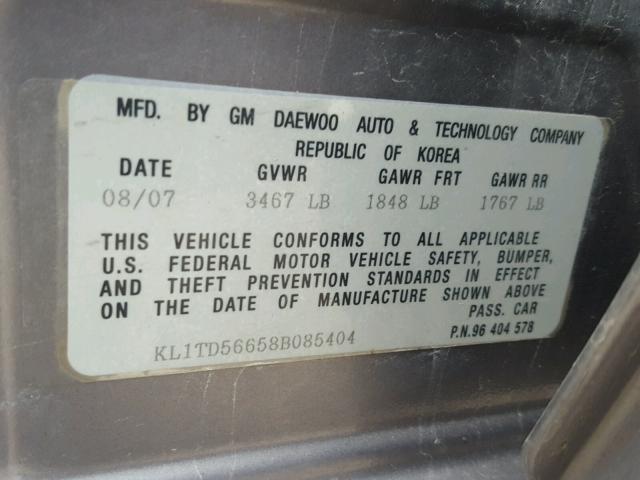 MFD. BY GM DAEWOO AUTO & TECHNOLOGY COMPANY
REPUBLIC OF KOREA
DATE GVWR GAWR FRT GAWR RR
08/07 3467 LB 1848 LB 1767 LB
THIS VEHICLE CONFORMS TO ALL APPLICABLE
U.S. FEDERAL MOTOR VEHICLE SAFETY, BUMPER,
AND THEFT PREVENTION STANDARDS IN EFFECT
ON THE DATE OF MANUFACTURE SHOWN ABOVE
PASS. CAR
KL1TD56658B085404 P.N.96 404 578